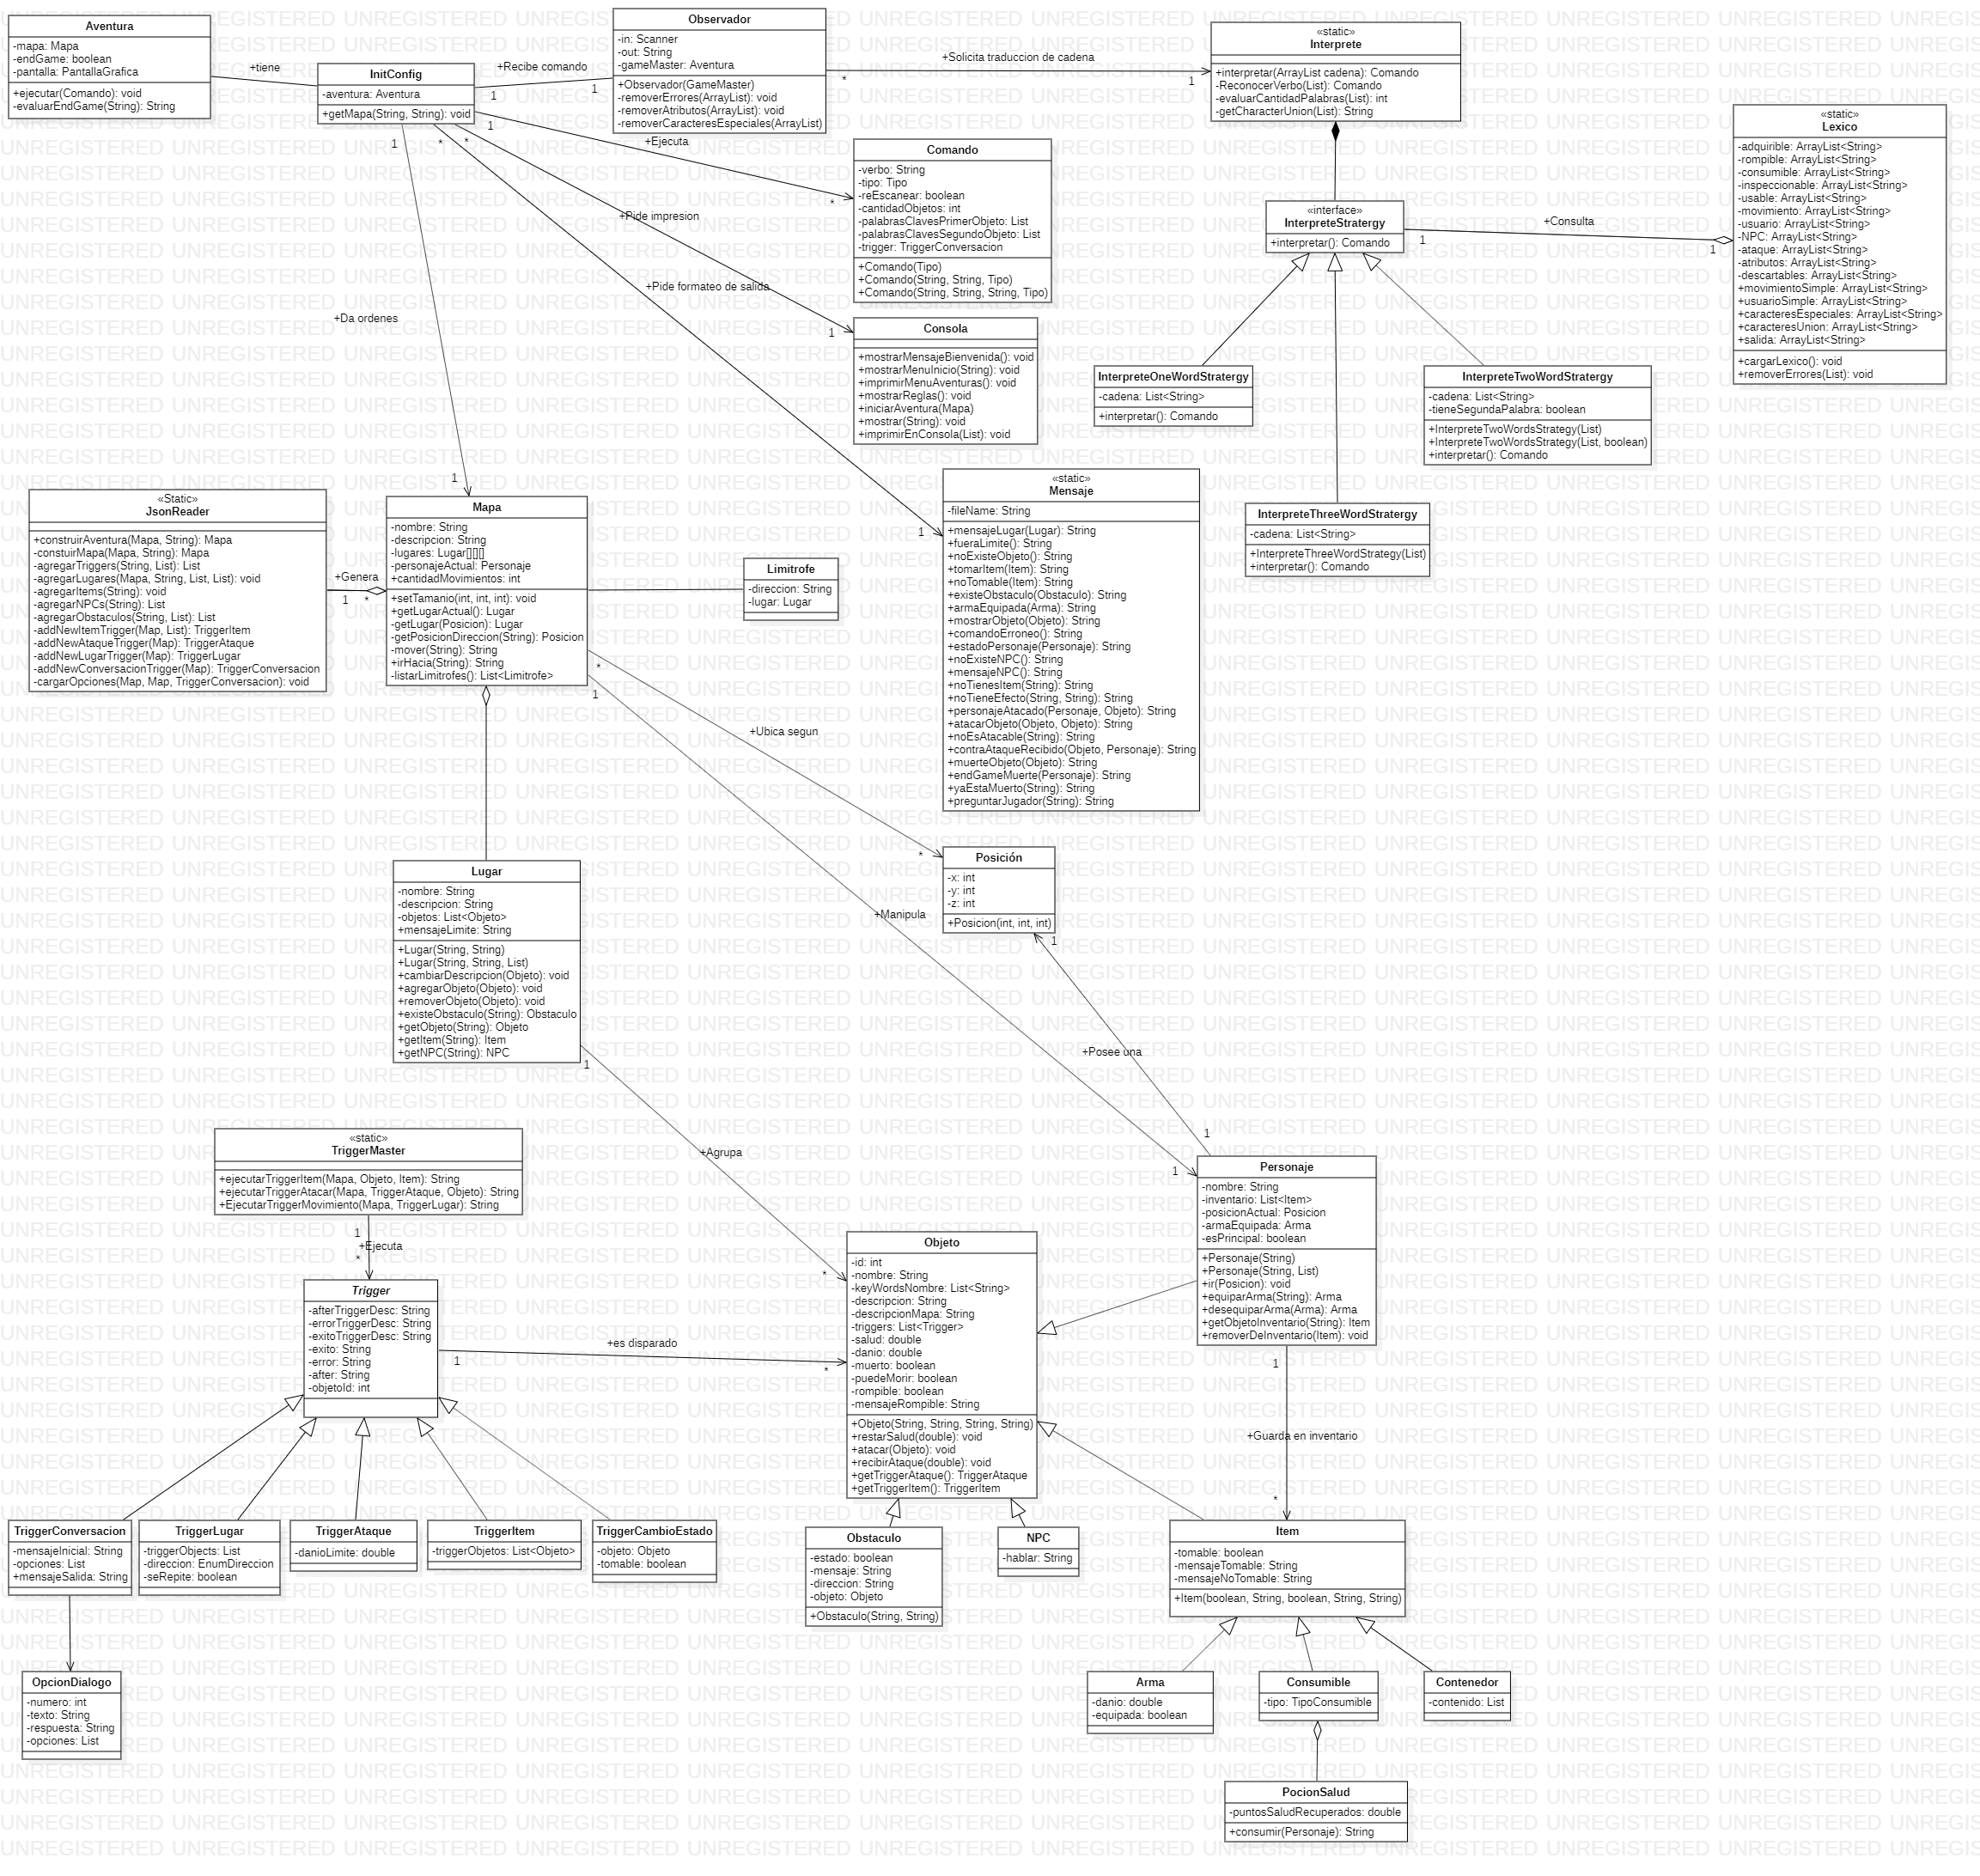 Aventura
-mapa: Mapa
-endGame: boolean
-pantalla: PantallaGrafica
+ejecutar(Comando): void
-evaluarEndGame(String): String
+tiene
InitConfig
-aventura: Aventura
+getMapa(String, String): void
+Recibe comando
1
1
Observador
-in: Scanner
-out: String
-gameMaster: Aventura
+Observador(GameMaster)
-removerErrores(ArrayList): void
-removerAtributos(ArrayList): void
-removerCaracteresEspeciales(ArrayList)
+Solicita traduccion de cadena
*
1
«static»
Interprete
+interpretar(ArrayList cadena): Comando
-ReconocerVerbo(List): Comando
-evaluarCantidadPalabras(List): int
-getCharacterUnion(List): String
«static»
Lexico
-adquirible: ArrayList<String>
-rompible: ArrayList<String>
-consumible: ArrayList<String>
-inspeccionable: ArrayList<String>
-usable: ArrayList<String>
-movimiento: ArrayList<String>
-usuario: ArrayList<String>
-NPC: ArrayList<String>
-ataque: ArrayList<String>
-atributos: ArrayList<String>
-descartables: ArrayList<String>
+movimientoSimple: ArrayList<String>
+usuarioSimple: ArrayList<String>
+caracteresEspeciales: ArrayList<String>
+caracteresUnion: ArrayList<String>
+salida: ArrayList<String>
+cargarLexico(): void
+removerErrores(List): void
1
+Ejecuta
*
Comando
-verbo: String
-tipo: Tipo
-reEscanear: boolean
-cantidadObjetos: int
-palabrasClavesPrimerObjeto: List
-palabrasClavesSegundoObjeto: List
-trigger: TriggerConversacion
+Comando(Tipo)
+Comando(String, String, Tipo)
+Comando(String, String, String, Tipo)
«interface»
InterpreteStratergy
+interpretar(): Comando
+Consulta
1
1
1
*
*
+Pide impresion
+Pide formateo de salida
+Da ordenes
1
1
Consola
+mostrarMensajeBienvenida(): void
+mostrarMenuInicio(String): void
+imprimirMenuAventuras(): void
+mostrarReglas(): void
+iniciarAventura(Mapa)
+mostrar(String): void
+imprimirEnConsola(List): void
InterpreteOneWordStratergy
-cadena: List<String>
+interpretar(): Comando
InterpreteTwoWordStratergy
-cadena: List<String>
-tieneSegundaPalabra: boolean
+InterpreteTwoWordsStrategy(List)
+InterpreteTwoWordsStrategy(List, boolean)
+interpretar(): Comando
InterpreteThreeWordStratergy
-cadena: List<String>
+InterpreteThreeWordStrategy(List)
+interpretar(): Comando
«Static»
JsonReader
+construirAventura(Mapa, String): Mapa
-constuirMapa(Mapa, String): Mapa
-agregarTriggers(String, List): List
-agregarLugares(Mapa, String, List, List): void
-agregarItems(String): void
-agregarNPCs(String): List
-agregarObstaculos(String, List): List
-addNewItemTrigger(Map, List): TriggerItem
-addNewAtaqueTrigger(Map): TriggerAtaque
-addNewLugarTrigger(Map): TriggerLugar
-addNewConversacionTrigger(Map): TriggerConversacion
-cargarOpciones(Map, Map, TriggerConversacion): void
+Genera
1
*
Mapa
-nombre: String
-descripcion: String
-lugares: Lugar[][][]
-personajeActual: Personaje
+cantidadMovimientos: int
+setTamanio(int, int, int): void
+getLugarActual(): Lugar
-getLugar(Posicion): Lugar
-getPosicionDireccion(String): Posicion
-mover(String): String
+irHacia(String): String
-listarLimitrofes(): List<Limitrofe>
Limitrofe
-direccion: String
-lugar: Lugar
1
«static»
Mensaje
-fileName: String
+mensajeLugar(Lugar): String
+fueraLimite(): String
+noExisteObjeto(): String
+tomarItem(Item): String
+noTomable(Item): String
+existeObstaculo(Obstaculo): String
+armaEquipada(Arma): String
+mostrarObjeto(Objeto): String
+comandoErroneo(): String
+estadoPersonaje(Personaje): String
+noExisteNPC(): String
+mensajeNPC(): String
+noTienesItem(String): String
+noTieneEfecto(String, String): String
+personajeAtacado(Personaje, Objeto): String
+atacarObjeto(Objeto, Objeto): String
+noEsAtacable(String): String
+contraAtaqueRecibido(Objeto, Personaje): String
+muerteObjeto(Objeto): String
+endGameMuerte(Personaje): String
+yaEstaMuerto(String): String
+preguntarJugador(String): String
*
1
+Ubica segun
*
Posición
-x: int
-y: int
-z: int
+Posicion(int, int, int)
+Manipula
1
+Posee una
1
1
Lugar
-nombre: String
-descripcion: String
-objetos: List<Objeto>
+mensajeLimite: String
+Lugar(String, String)
+Lugar(String, String, List)
+cambiarDescripcion(Objeto): void
+agregarObjeto(Objeto): void
+removerObjeto(Objeto): void
+existeObstaculo(String): Obstaculo
+getObjeto(String): Objeto
+getItem(String): Item
+getNPC(String): NPC
1
+Agrupa
*
«static»
TriggerMaster
+ejecutarTriggerItem(Mapa, Objeto, Item): String
+ejecutarTriggerAtacar(Mapa, TriggerAtaque, Objeto): String
+EjecutarTriggerMovimiento(Mapa, TriggerLugar): String
1
+Ejecuta
*
Trigger
-afterTriggerDesc: String
-errorTriggerDesc: String
-exitoTriggerDesc: String
-exito: String
-error: String
-after: String
-objetoId: int
+es disparado
1
*
Objeto
-id: int
-nombre: String
-keyWordsNombre: List<String>
-descripcion: String
-descripcionMapa: String
-triggers: List<Trigger>
-salud: double
-danio: double
-muerto: boolean
-puedeMorir: boolean
-rompible: boolean
-mensajeRompible: String
+Objeto(String, String, String, String)
+restarSalud(double): void
+atacar(Objeto): void
+recibirAtaque(double): void
+getTriggerAtaque(): TriggerAtaque
+getTriggerItem(): TriggerItem
Personaje
-nombre: String
-inventario: List<Item>
-posicionActual: Posicion
-armaEquipada: Arma
-esPrincipal: boolean
+Personaje(String)
+Personaje(String, List)
+ir(Posicion): void
+equiparArma(String): Arma
+desequiparArma(Arma): Arma
+getObjetoInventario(String): Item
+removerDeInventario(Item): void
1
+Guarda en inventario
*
TriggerConversacion
-mensajeInicial: String
-opciones: List
+mensajeSalida: String
TriggerLugar
-triggerObjects: List
-direccion: EnumDireccion
-seRepite: boolean
TriggerAtaque
-danioLimite: double
TriggerItem
-triggerObjetos: List<Objeto>
TriggerCambioEstado
-objeto: Objeto
-tomable: boolean
Obstaculo
-estado: boolean
-mensaje: String
-direccion: String
-objeto: Objeto
+Obstaculo(String, String)
NPC
-hablar: String
Item
-tomable: boolean
-mensajeTomable: String
-mensajeNoTomable: String
+Item(boolean, String, boolean, String, String)
OpcionDialogo
-numero: int
-texto: String
-respuesta: String
-opciones: List
Arma
-danio: double
-equipada: boolean
Consumible
-tipo: TipoConsumible
Contenedor
-contenido: List
PocionSalud
-puntosSaludRecuperados: double
+consumir(Personaje): String